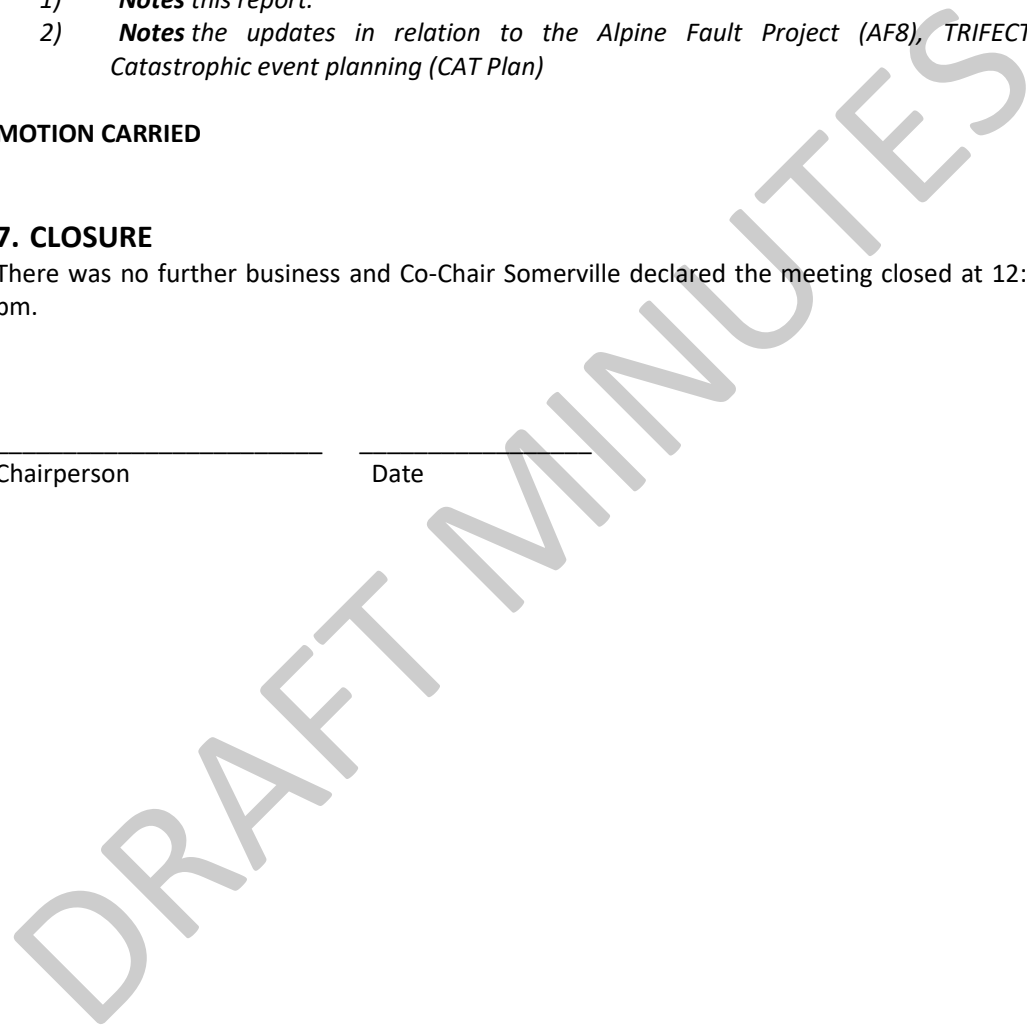 1) Notes this report.
2) Notes the updates in relation to the Alpine Fault Project (AF8),
Catastrophic event planning (CAT Plan)
MOTION CARRIED
7. CLOSURE
There was no further business and Co-Chair Somerville declared the meeting closed at 12:
pm.
Chairperson Date
DRAFT MINUTES